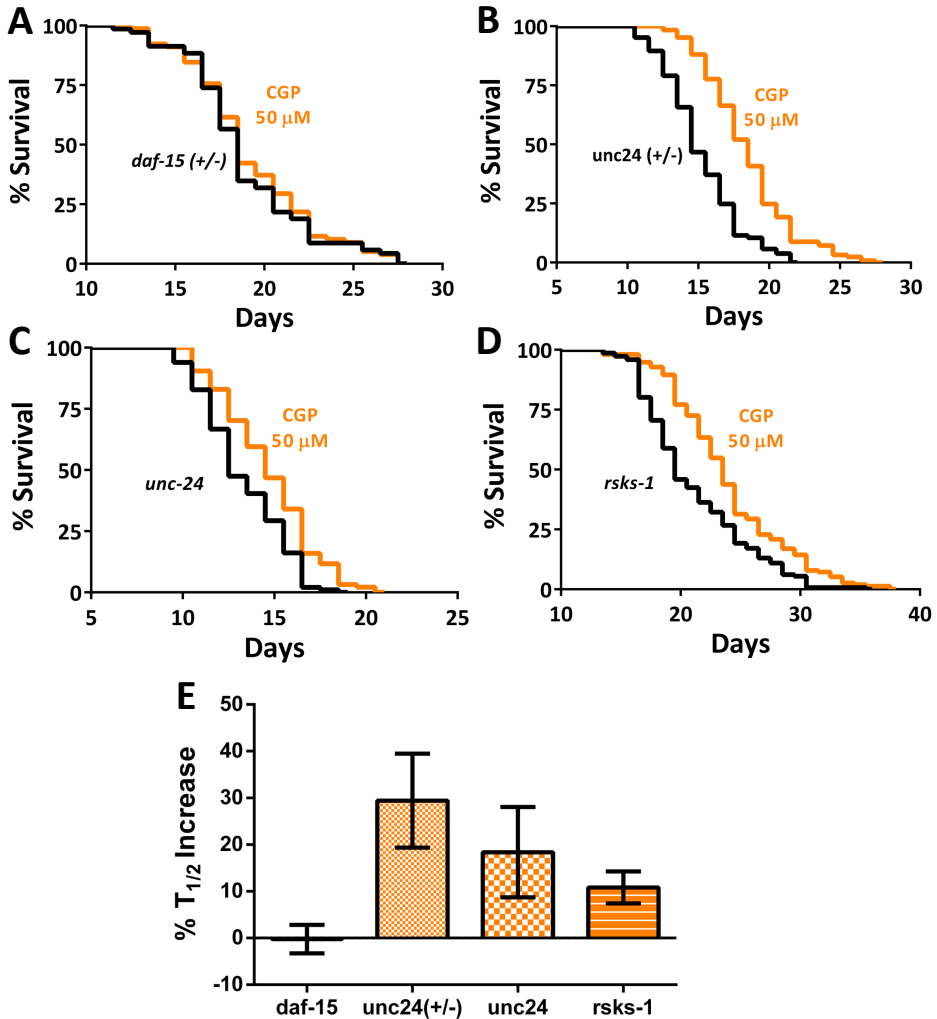 A
% Survival
100
75
50
25
0
CGP
50 μM
daf-15 (+/-)
10 15 20 25 30
Days
B
% Survival
100
75
50
25
0
CGP
50 μM
unc24 (+/-)
5 10 15 20 25 30
Days
C
% Survival
100
75
50
25
0
CGP
50 μM
unc-24
5 10 15 20 25
Days
D
% Survival
100
75
50
25
0
CGP
50 μM
rsks-1
10 20 30 40
Days
E
% T1/2 Increase
50
40
30
20
10
0
-10
daf-15 unc24(+/-) unc24 rsks-1